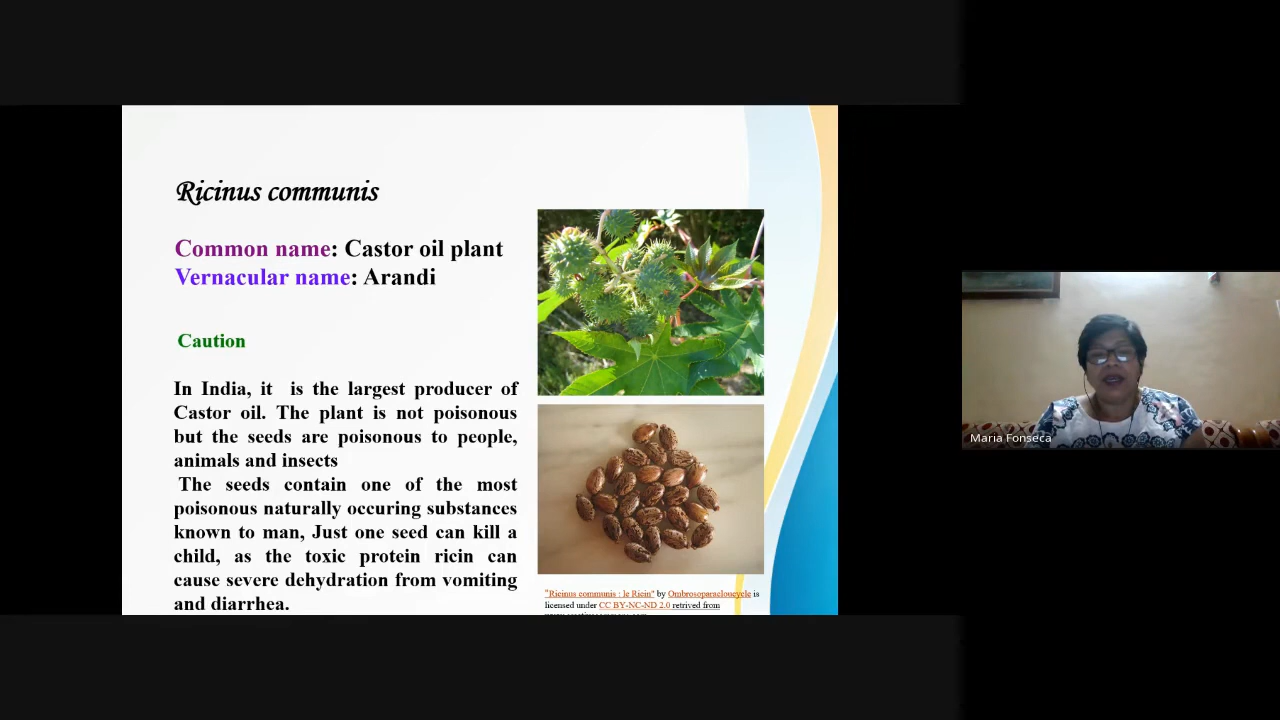 Ricinus communis
Common name: Castor oil plant
Vernacular name: Arandi
Caution
In India, it is the largest producer of
Castor oil. The plant is not poisonous
but the seeds are poisonous to people,
animals and insects
The seeds contain one of the most
poisonous naturally occuring substances
known to man, Just one seed can kill a
child, as the toxic protein ricin can
cause severe dehydration from vomiting
and diarrhea.
"Ricinus communis : le Ricin" by Ombrosoparacloucycle is
licensed under CC BY-NC-ND 2.0 retrived from
Maria Fonseca